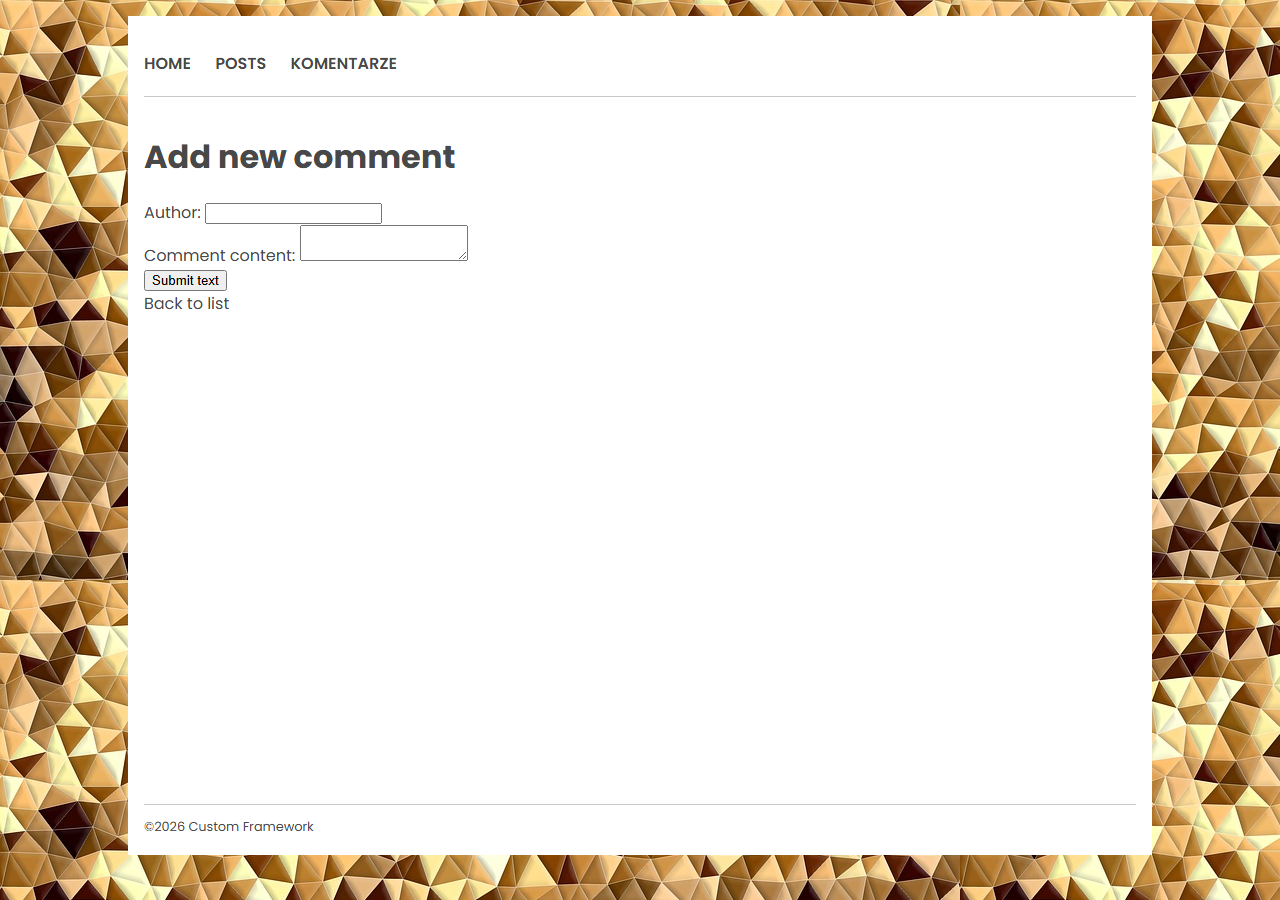 HOME POSTS KOMENTARZE
Add new comment
Author:
Comment content:
Submit text
Back to list
©2026 Custom Framework